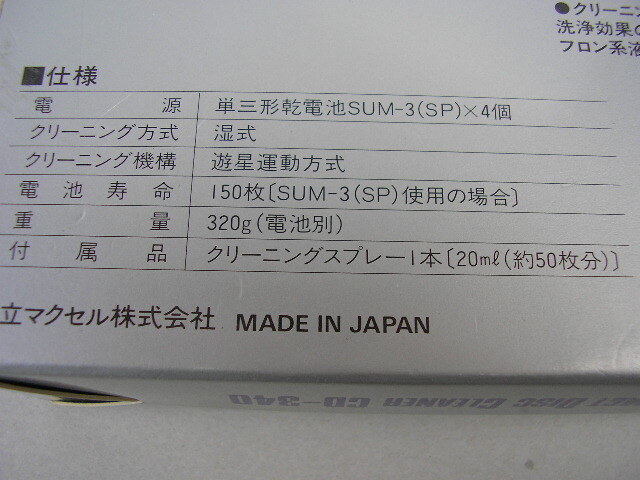 ●クリーニン
洗浄効果の
フロン系液
■仕様
電源 単三形乾電池SUM-3(SP)×4個
クリーニング方式 湿式
クリーニング機構 遊星運動方式
電池寿命 150枚〔SUM-3(SP)使用の場合〕
重量 320g(電池別)
付属品 クリーニングスプレー1本〔20mℓ(約50枚分)〕
立マクセル株式会社 MADE IN JAPAN
DISC CLEANER CD-340